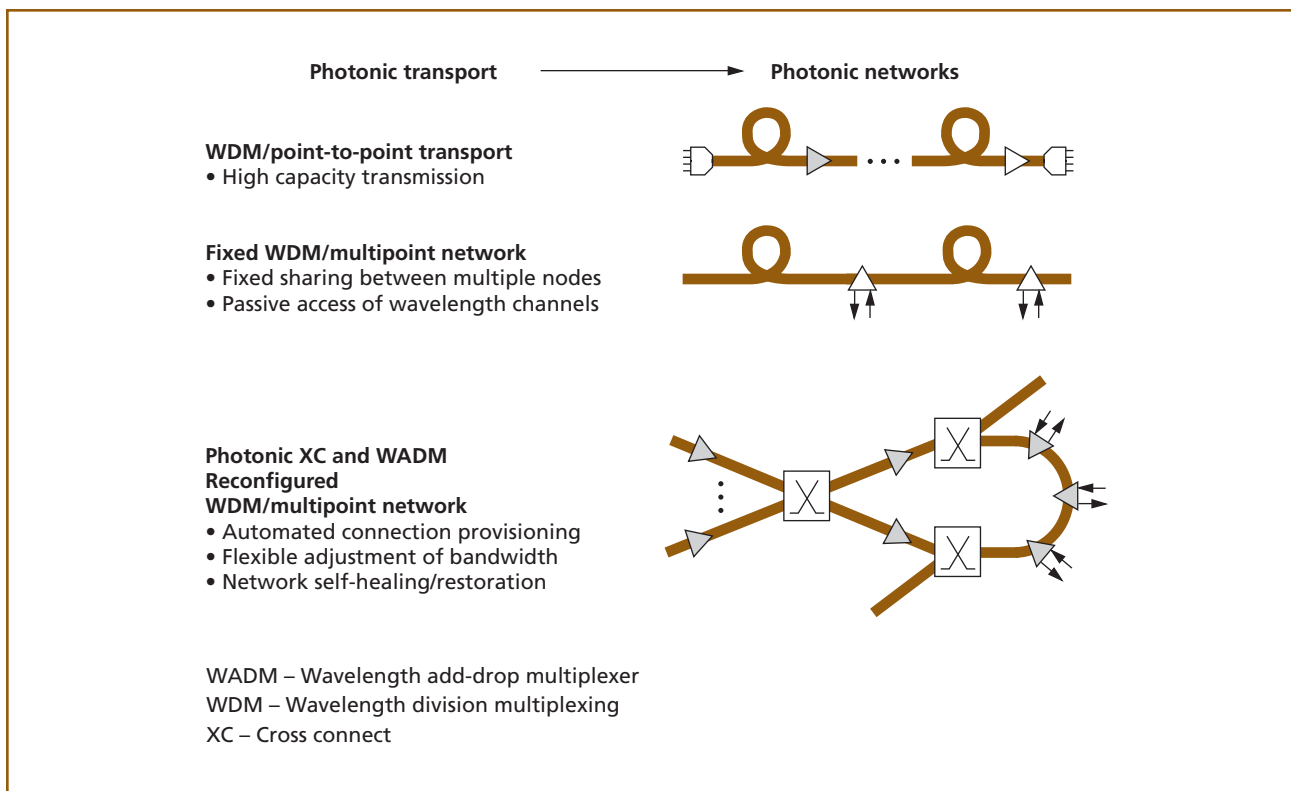 Photonic transport
Photonic networks
WDM/point-to-point transport
• High capacity transmission
Fixed WDM/multipoint network
• Fixed sharing between multiple nodes
• Passive access of wavelength channels
Photonic XC and WADM
Reconfigured
WDM/multipoint network
• Automated connection provisioning
• Flexible adjustment of bandwidth
• Network self-healing/restoration
WADM – Wavelength add-drop multiplexer
WDM – Wavelength division multiplexing
XC – Cross connect